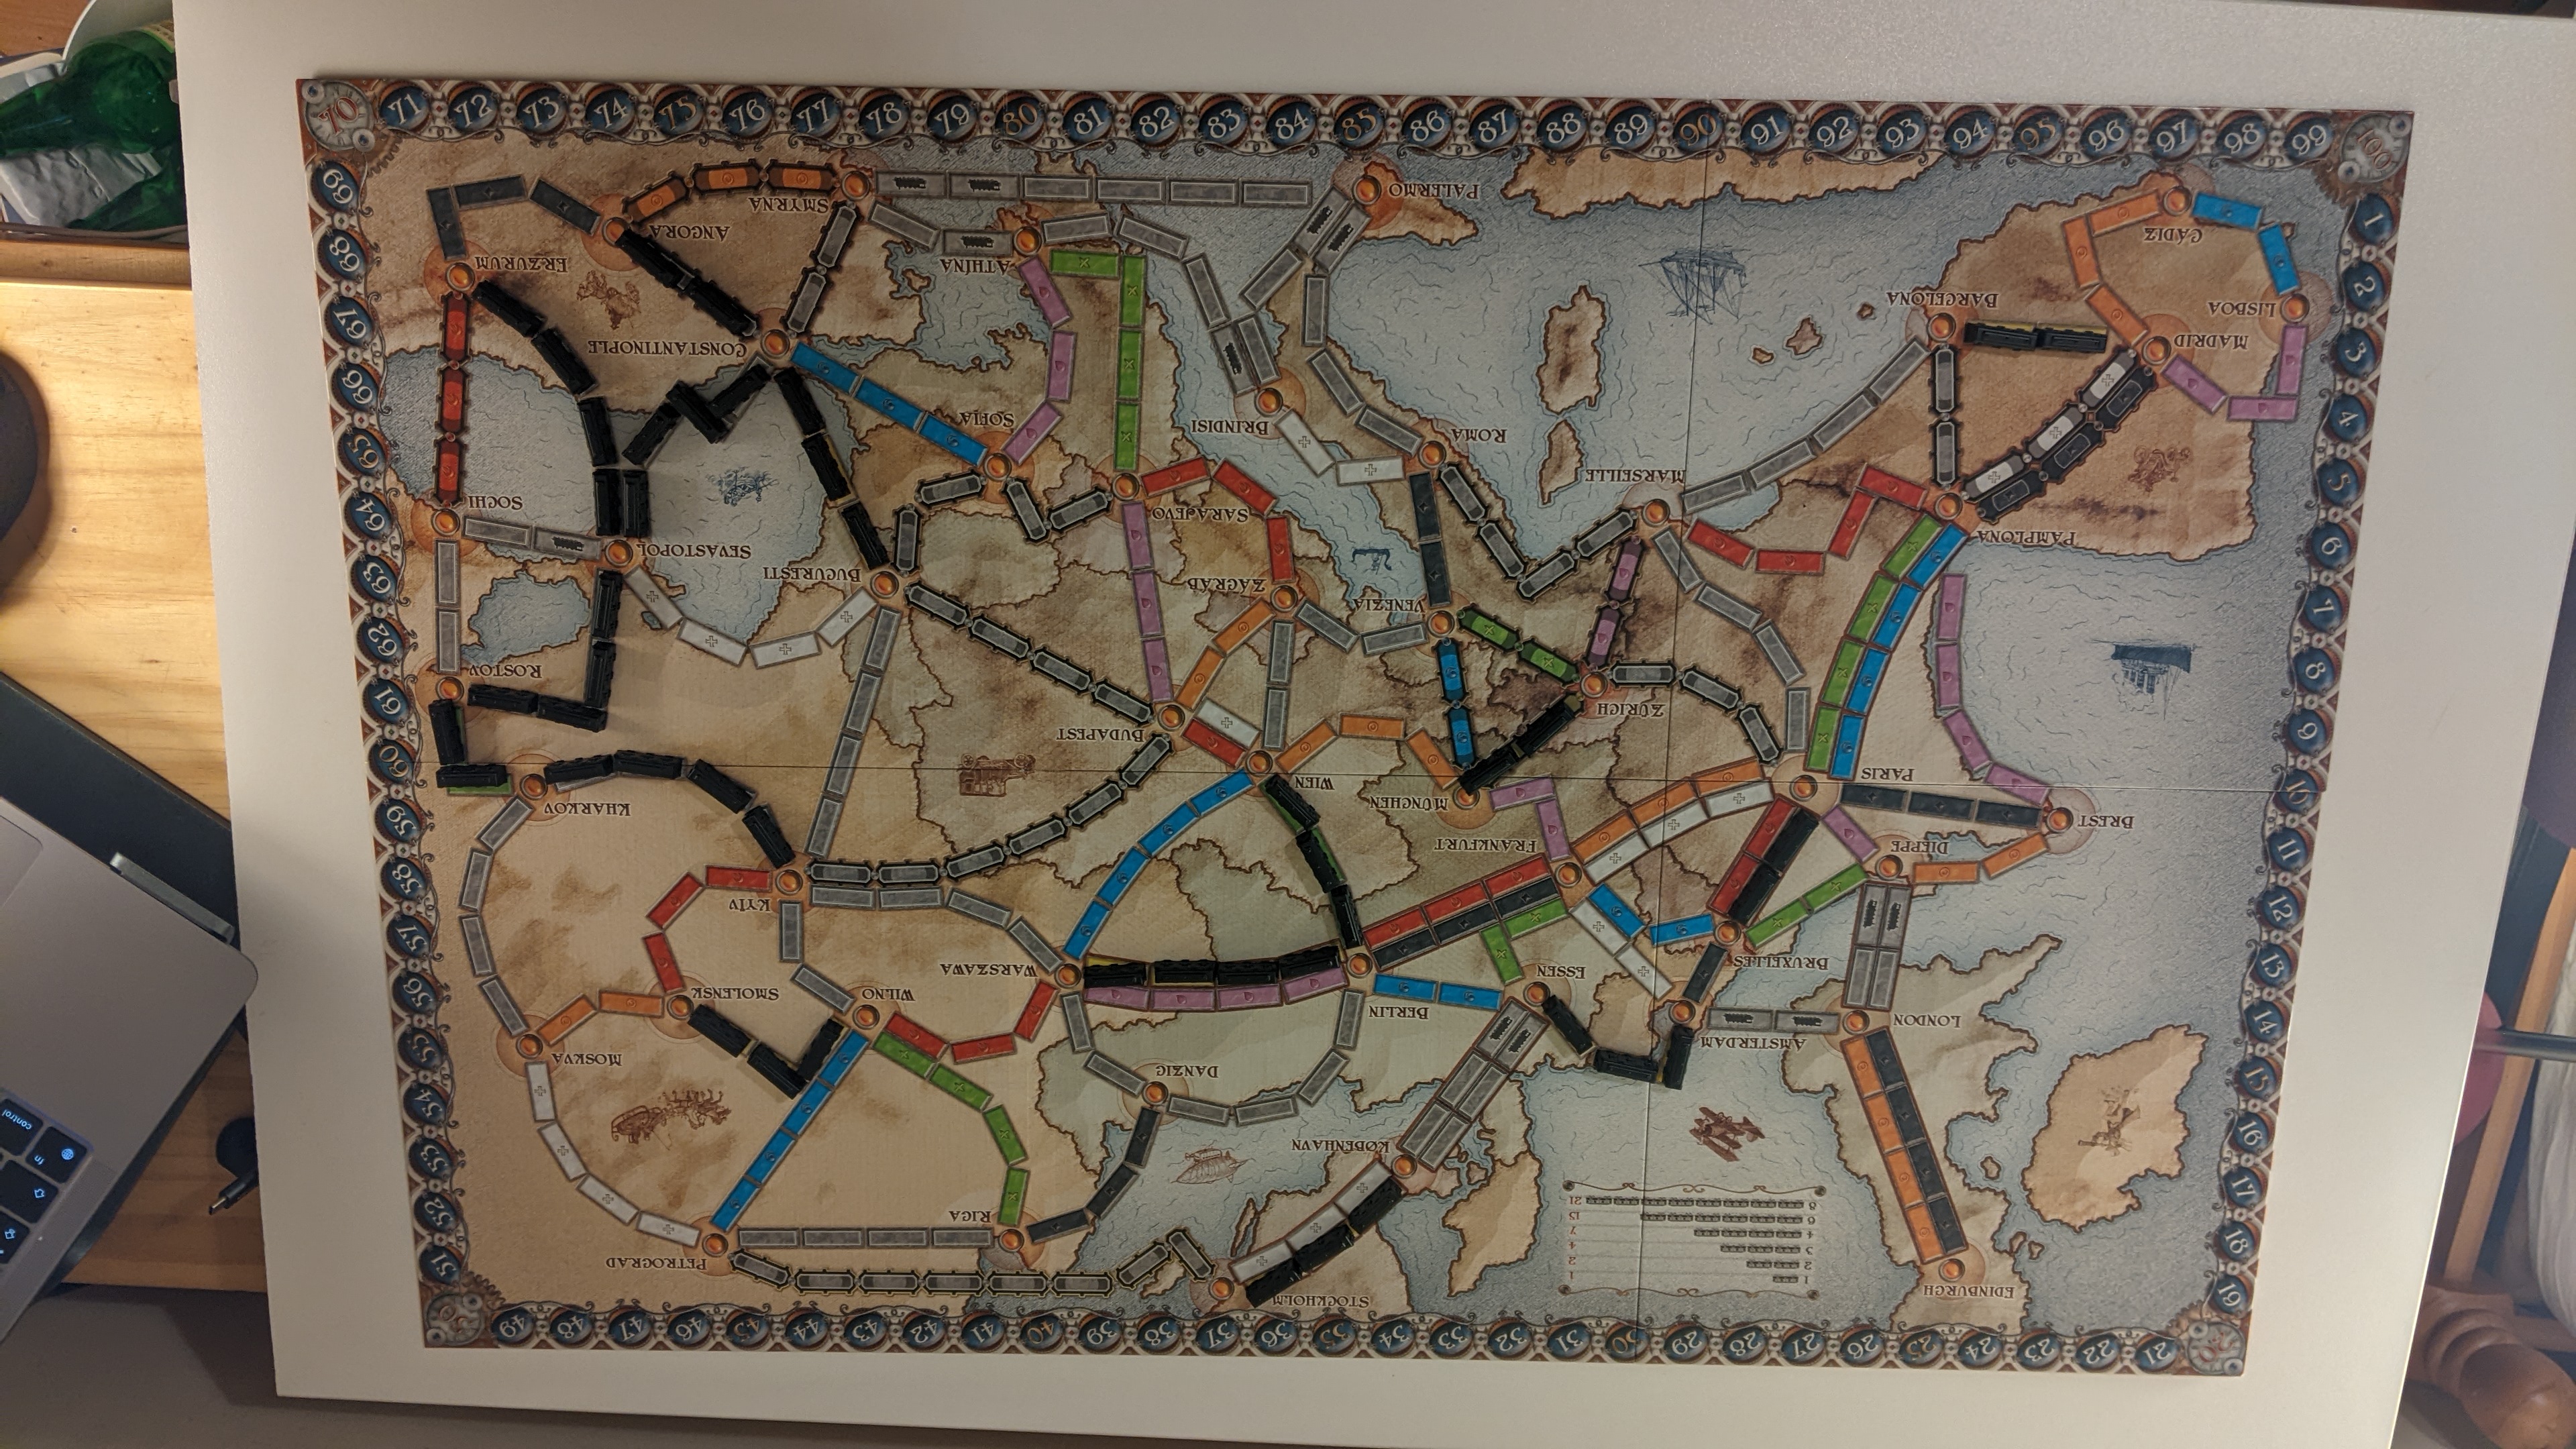 70 71 72 73 74 75 76 77 78 79 80 81 82 83 84 85 86 87 88 89 90 91 92 93 94 95 96 97 98 99 100
1
2
3
4
5
6
7
8
9
10
11
12
13
14
15
16
17
18
19
21 22 23 24 25 26 27 28 29 30 31 32 33 34 35 36 37 38 39 40 41 42 43 44 45 46 47 48 49
51
52
53
54
55
56
57
58
59
60
61
62
63
64
65
66
67
68
69
EDINBURGH
LONDON
AMSTERDAM
ESSEN
BRUXELLES
DIEPPE
BREST
PARIS
FRANKFURT
BERLIN
KØBENHAVN
STOCKHOLM
PETROGRAD
RIGA
DANZIG
MOSKVA
SMOLENSK
WILNO
WARSZAWA
KYIV
KHARKOV
WIEN
MÜNCHEN
BUDAPEST
ZÜRICH
ROSTOV
ZÁGRÁB
VENEZIA
BUCURESTI
SEVASTOPOL
PAMPLONA
SARAJEVO
SOCHI
MARSEILLE
ROMA
BRINDISI
SOFIA
CONSTANTINOPLE
MADRID
LISBOA
BARCELONA
ERZURUM
ATHÍNA
ANGORA
SMYRNA
CÁDIZ
PALERMO
1 1
2 2
3 4
4 7
6 15
8 21
control
fn